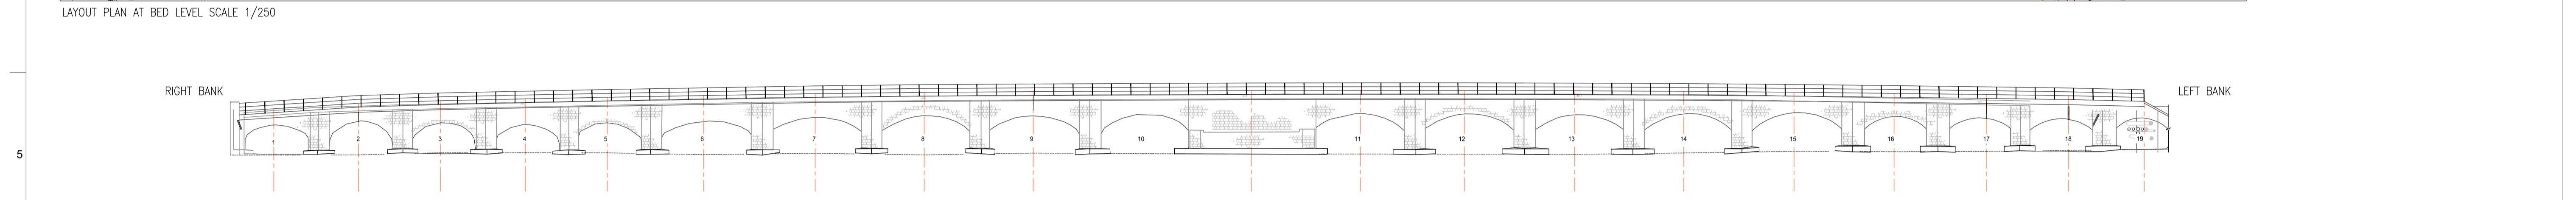 LAYOUT PLAN AT BED LEVEL SCALE 1/250
RIGHT BANK
LEFT BANK
5
1 2 3 4 5 6 7 8 9 10 11 12 13 14 15 16 17 18 19